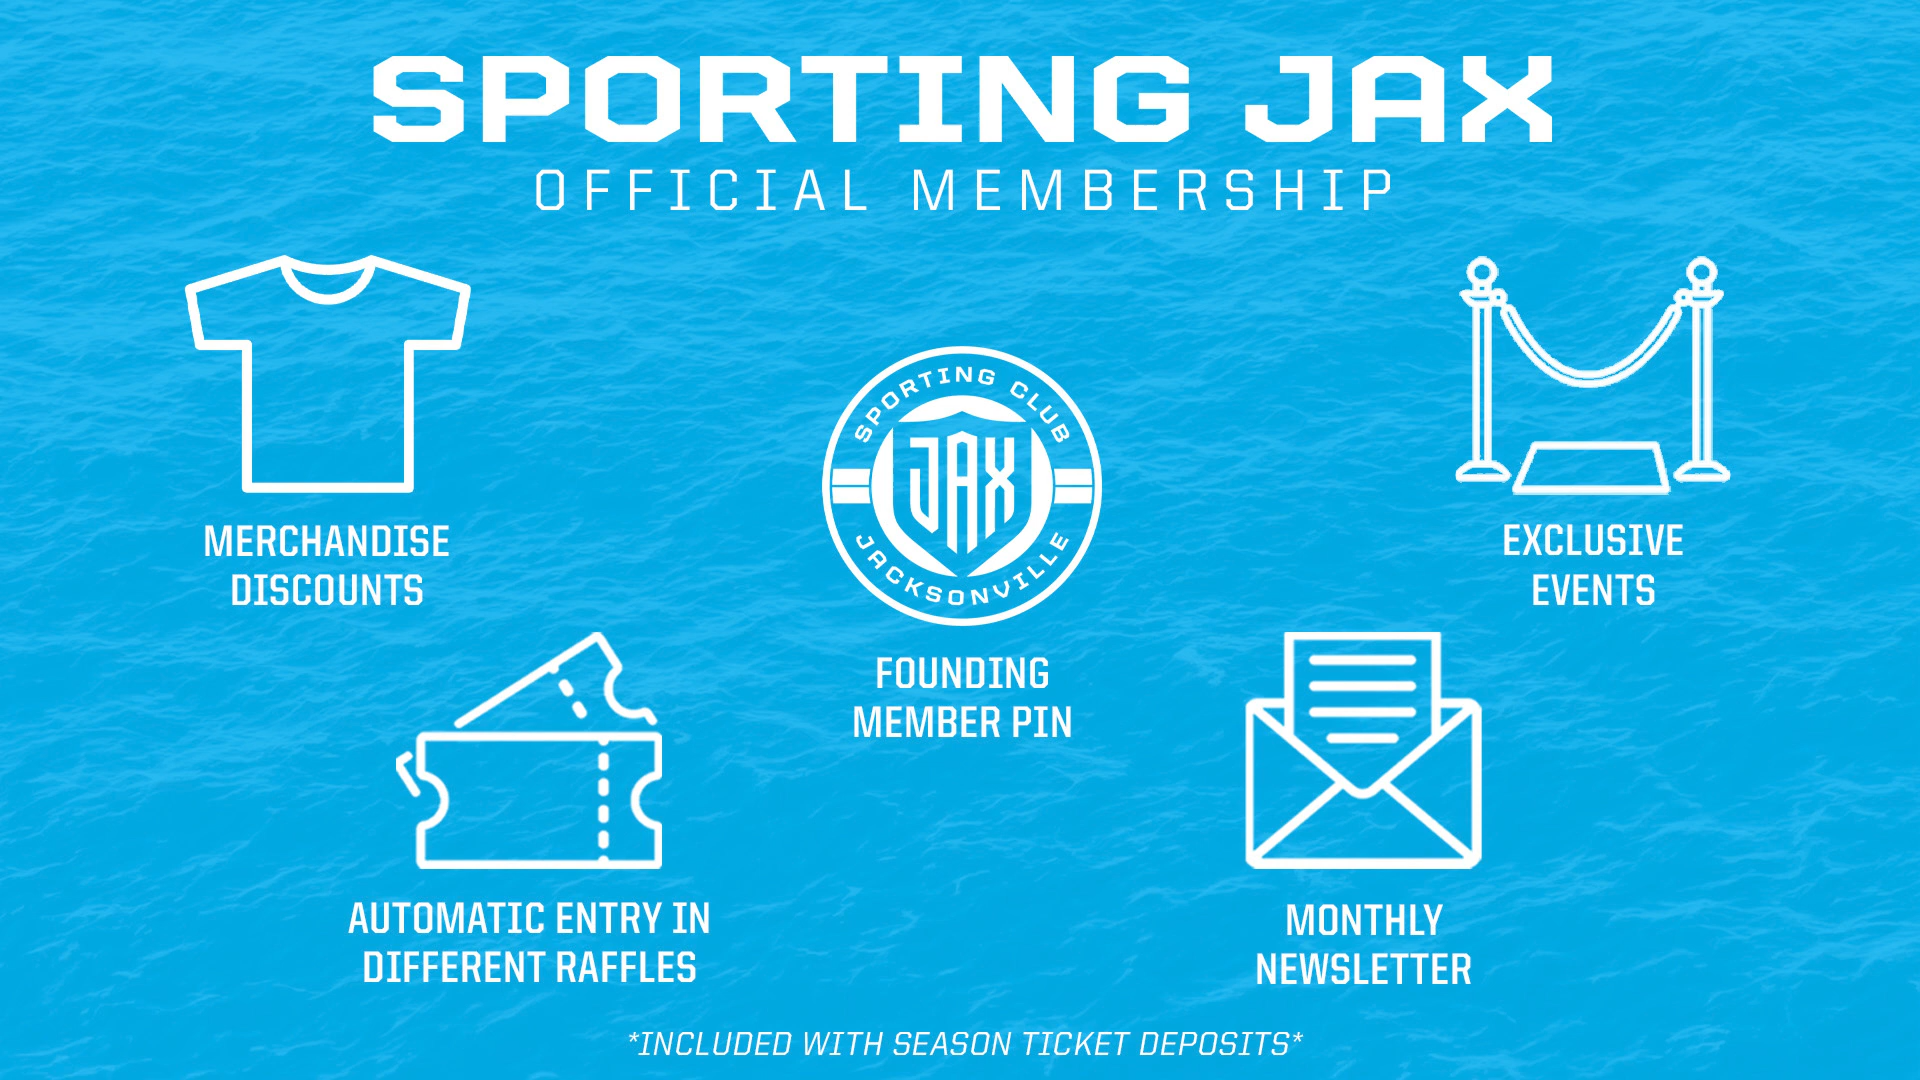 SPORTING JAX
OFFICIAL MEMBERSHIP
MERCHANDISE
DISCOUNTS
SPORTING CLUB
JAX
JACKSONVILLE
FOUNDING
MEMBER PIN
EXCLUSIVE
EVENTS
AUTOMATIC ENTRY IN
DIFFERENT RAFFLES
MONTHLY
NEWSLETTER
*INCLUDED WITH SEASON TICKET DEPOSITS*